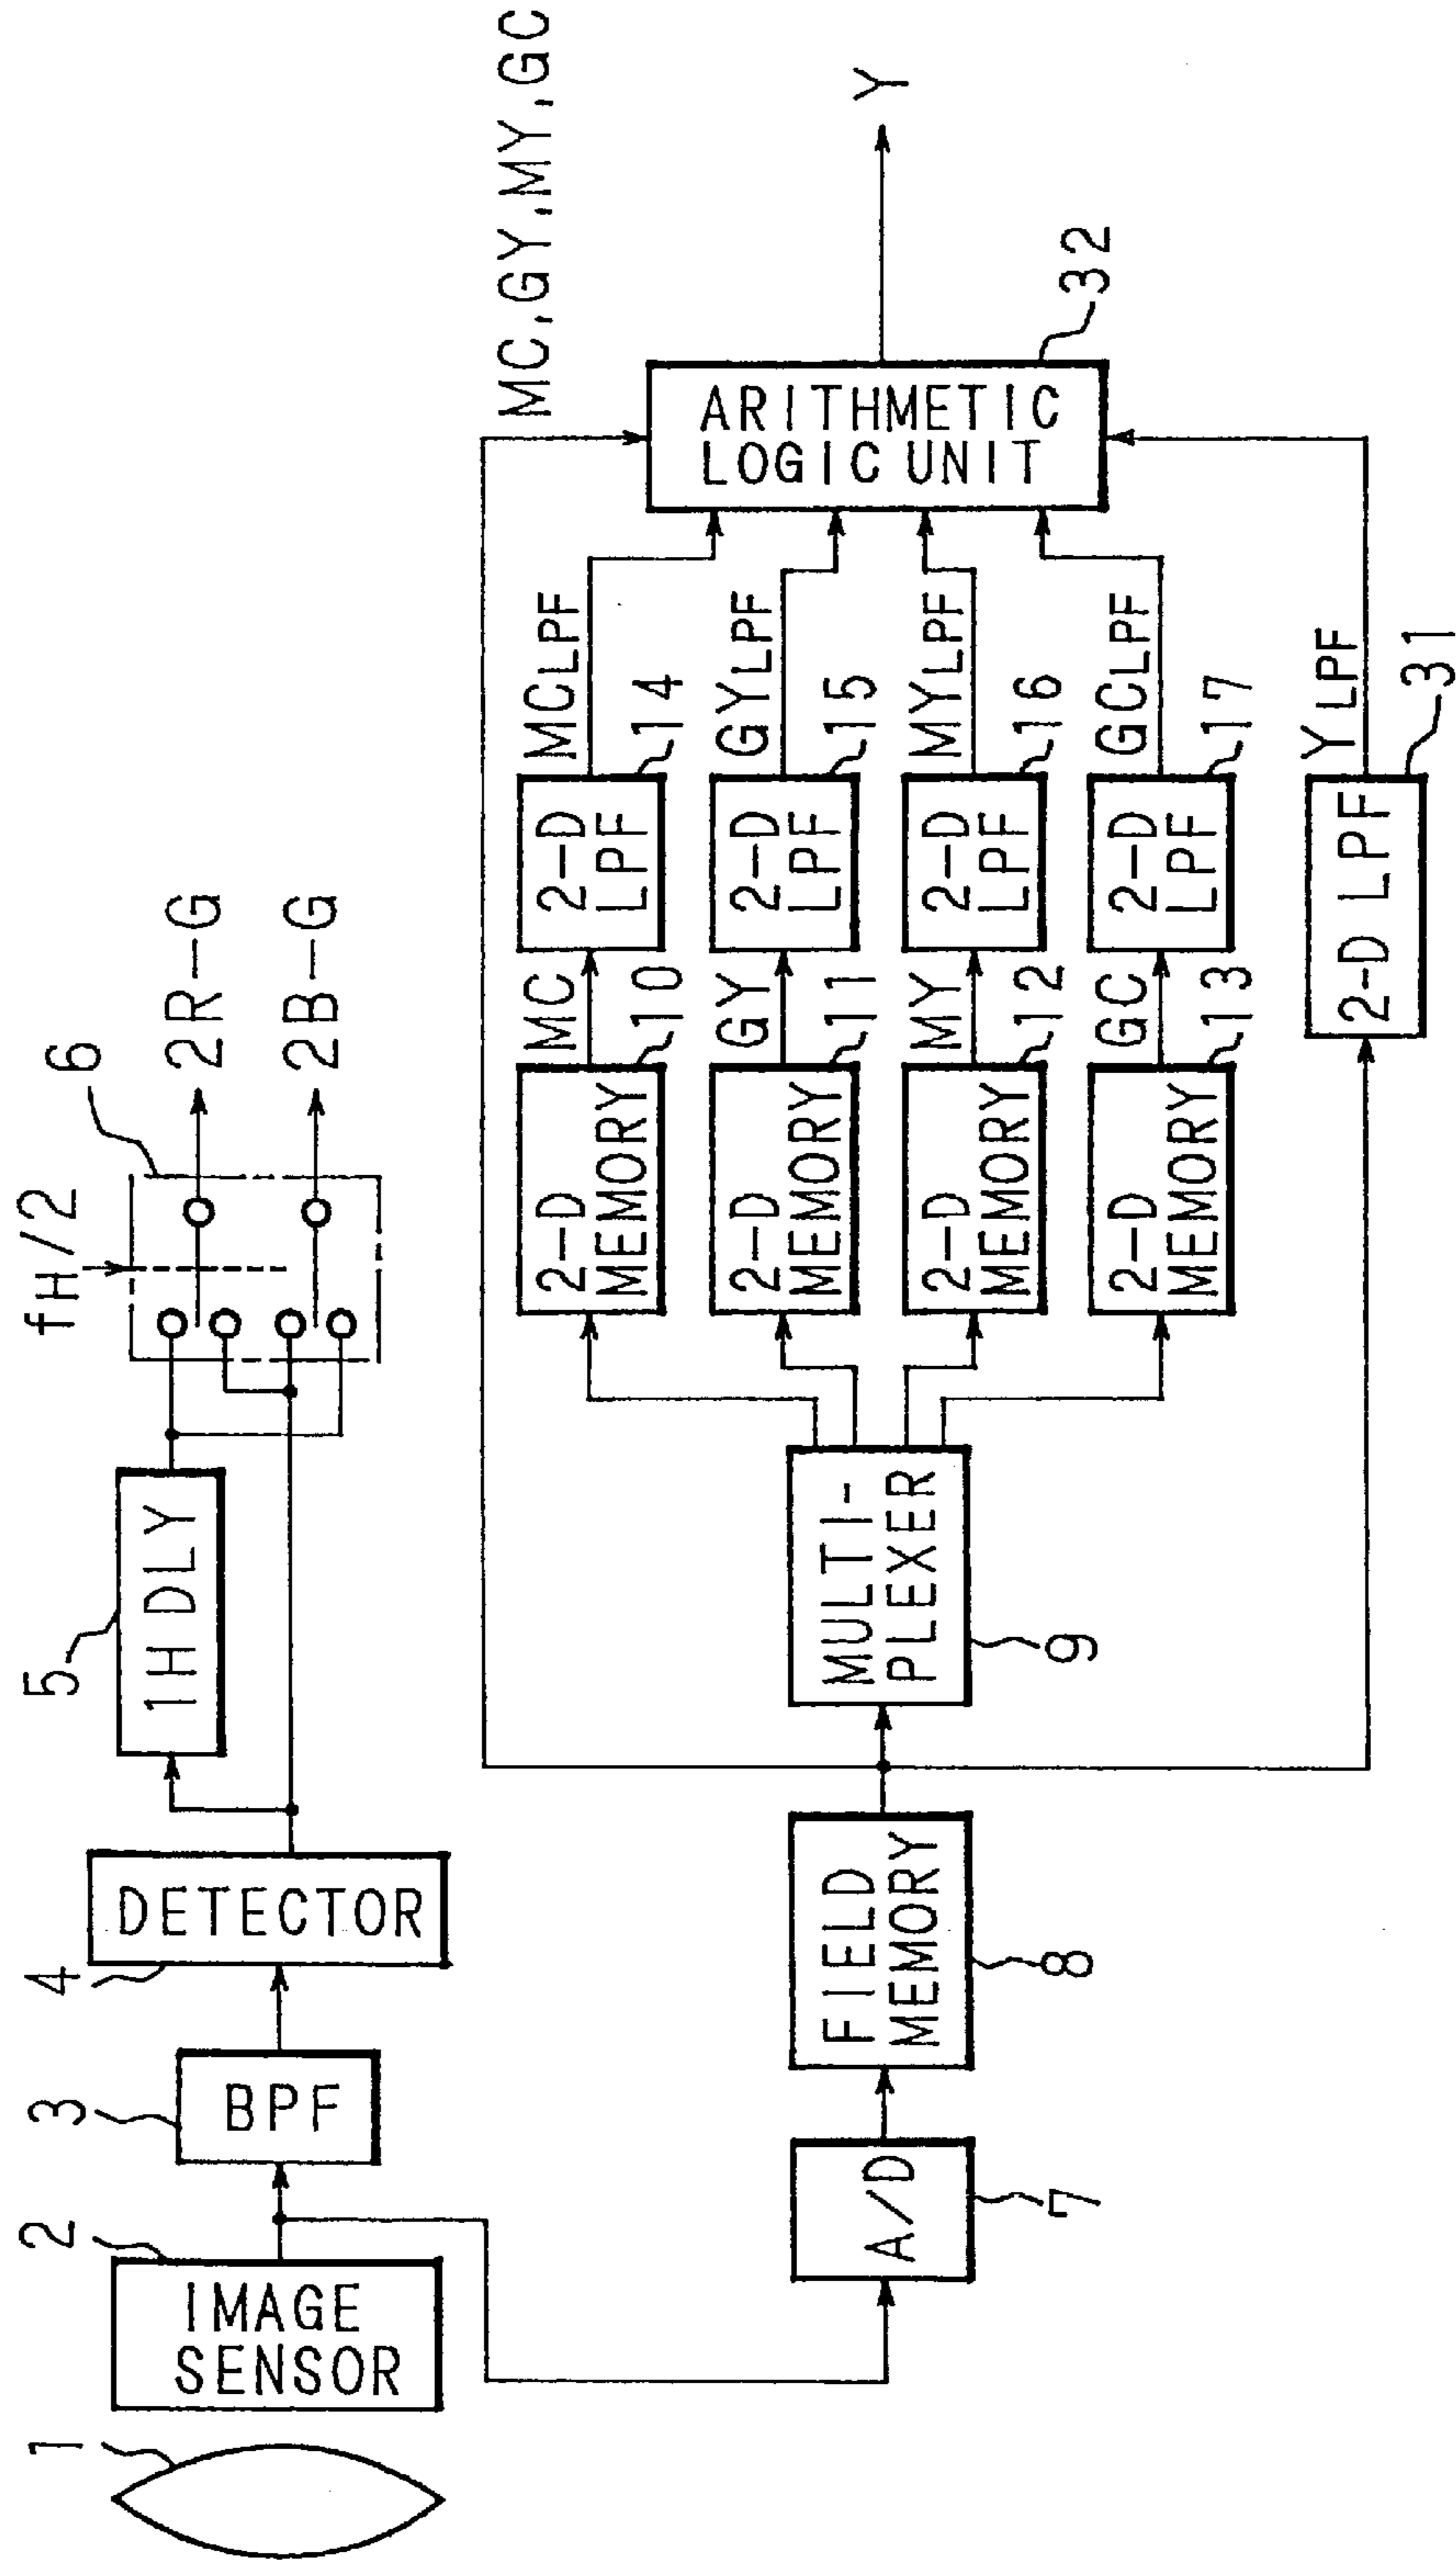 1
2
IMAGE
SENSOR
3
BPF
4
DETECTOR
5
1H DLY
fH/2
6
2R-G
2B-G
7
A/D
8
FIELD
MEMORY
9
MULTI-
PLEXER
2-D
MEMORY
10
MC
2-D
LPF
14
MCLPF
2-D
MEMORY
11
GY
2-D
LPF
15
GYLPF
2-D
MEMORY
12
MY
2-D
LPF
16
MYLPF
2-D
MEMORY
13
GC
2-D
LPF
17
GCLPF
2-D LPF
31
YLPF
MC,GY,MY,GC
ARITHMETIC
LOGIC UNIT
32
Y